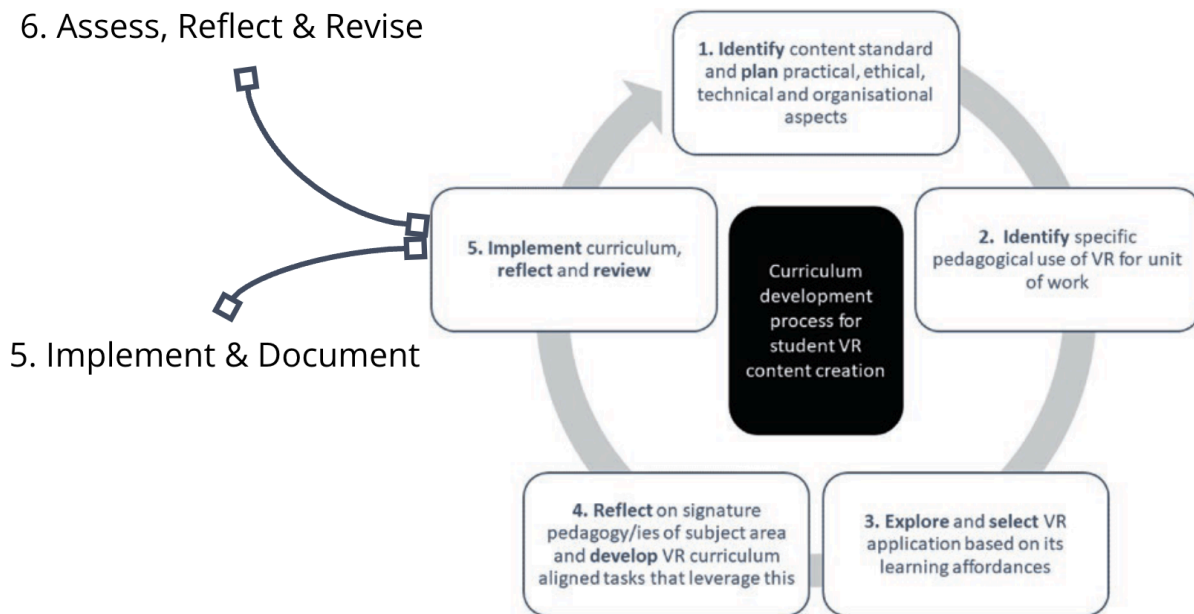 6. Assess, Reflect & Revise
1. Identify content standard
and plan practical, ethical,
technical and organisational
aspects
2. Identify specific
pedagogical use of VR for unit
of work
3. Explore and select VR
application based on its
learning affordances
4. Reflect on signature
pedagogy/ies of subject area
and develop VR curriculum
aligned tasks that leverage this
5. Implement curriculum,
reflect and review
Curriculum
development
process for
student VR
content creation
5. Implement & Document